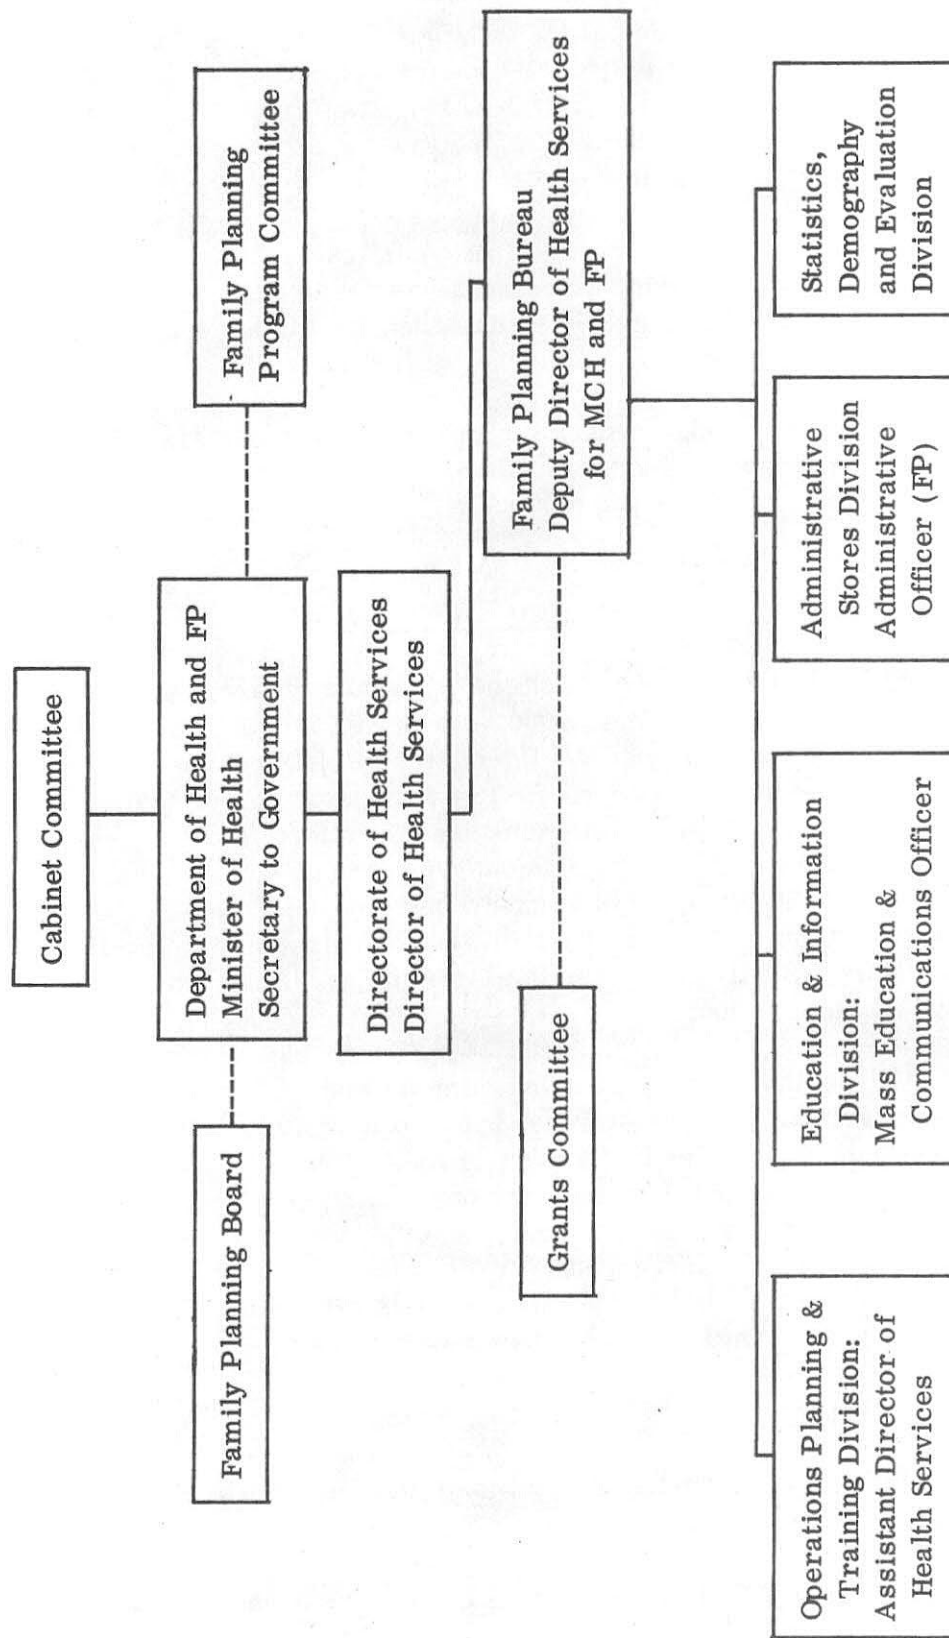 Cabinet Committee
Family Planning Board
Department of Health and FP
Minister of Health
Secretary to Government
Family Planning
Program Committee
Directorate of Health Services
Director of Health Services
Grants Committee
Family Planning Bureau
Deputy Director of Health Services
for MCH and FP
Operations Planning &
Training Division:
Assistant Director of
Health Services
Education & Information
Division:
Mass Education &
Communications Officer
Administrative
Stores Division
Administrative
Officer (FP)
Statistics,
Demography
and Evaluation
Division